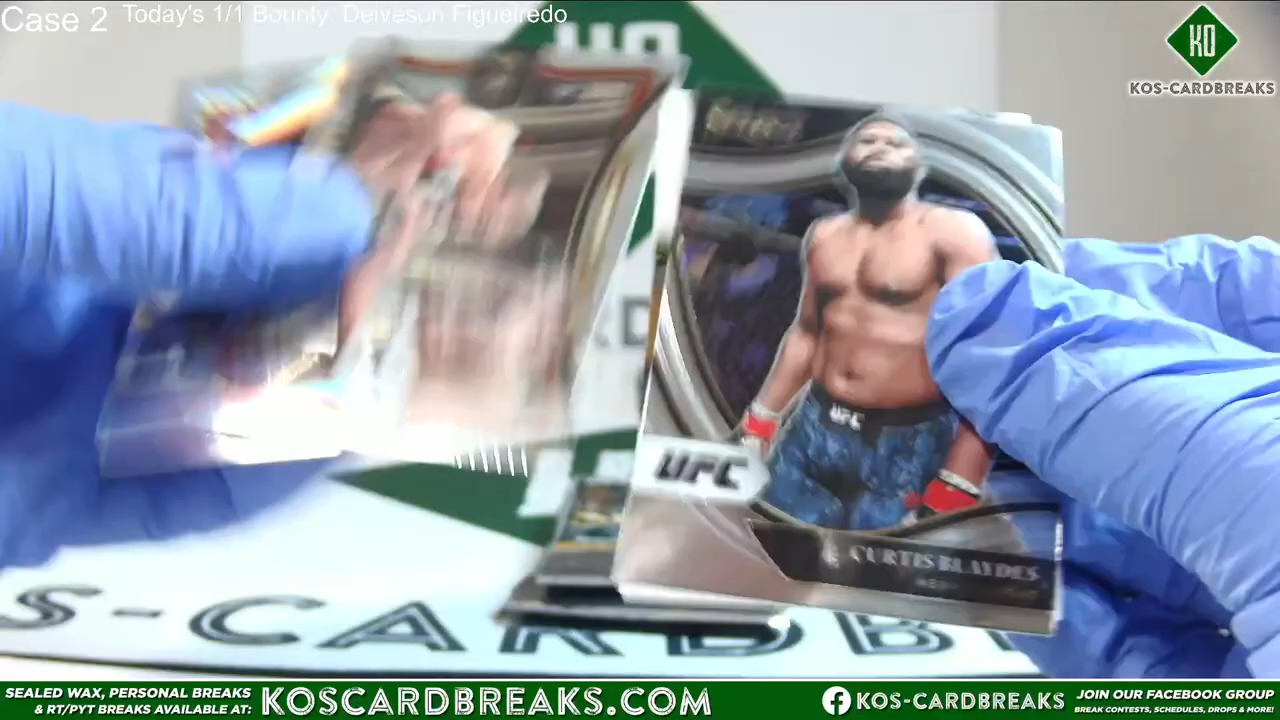 Case 2
Today's 1/1 Bounty: Deiveson Figueiredo
KO
KOS-CARDBREAKS
UFC
UFC
CURTIS BLAYDES
S-CARDBR
SEALED WAX, PERSONAL BREAKS
& RT/PYT BREAKS AVAILABLE AT:
KOSCARDBREAKS.COM
KOS-CARDBREAKS
JOIN OUR FACEBOOK GROUP
BREAK CONTESTS, SCHEDULES, DROPS & MORE!